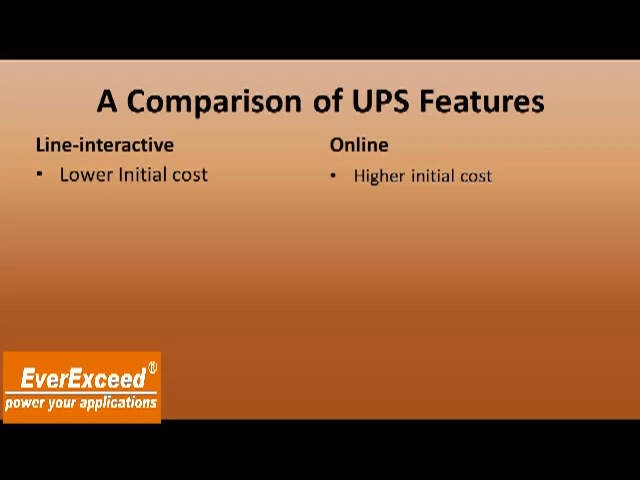 A Comparison of UPS Features
Line-interactive
• Lower Initial cost
Online
• Higher initial cost
EverExceed®
power your applications